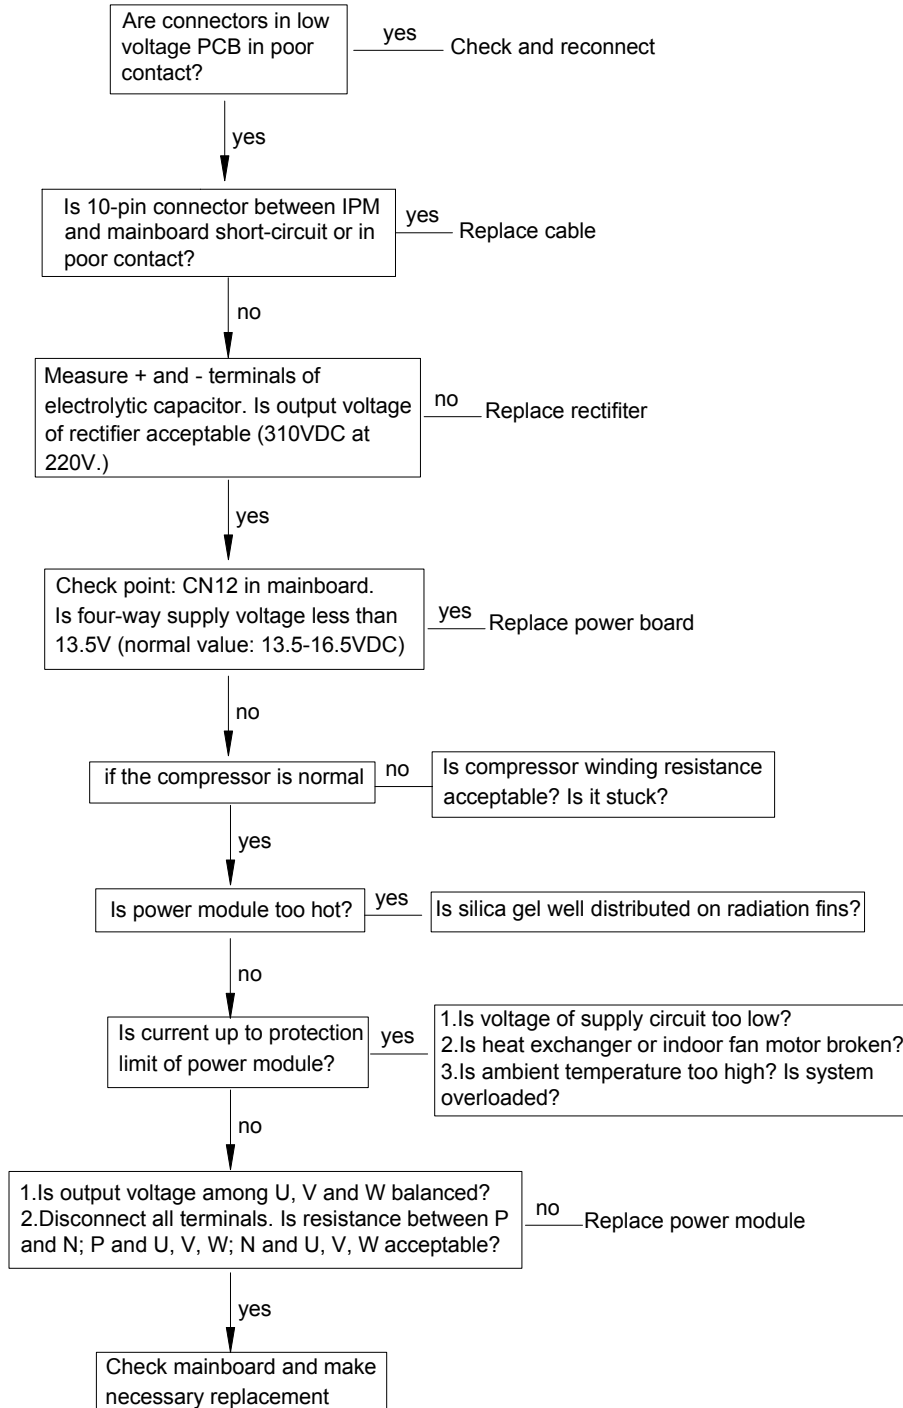 Are connectors in low
voltage PCB in poor
contact?
yes
Check and reconnect
yes
Is 10-pin connector between IPM
and mainboard short-circuit or in
poor contact?
yes
Replace cable
no
Measure + and - terminals of
electrolytic capacitor. Is output voltage
of rectifier acceptable (310VDC at
220V.)
no
Replace rectifiter
yes
Check point: CN12 in mainboard.
Is four-way supply voltage less than
13.5V (normal value: 13.5-16.5VDC)
yes
Replace power board
no
if the compressor is normal
no
Is compressor winding resistance
acceptable? Is it stuck?
yes
Is power module too hot?
yes
Is silica gel well distributed on radiation fins?
no
Is current up to protection
limit of power module?
yes
1.Is voltage of supply circuit too low?
2.Is heat exchanger or indoor fan motor broken?
3.Is ambient temperature too high? Is system
overloaded?
no
1.Is output voltage among U, V and W balanced?
2.Disconnect all terminals. Is resistance between P
and N; P and U, V, W; N and U, V, W acceptable?
no
Replace power module
yes
Check mainboard and make
necessary replacement